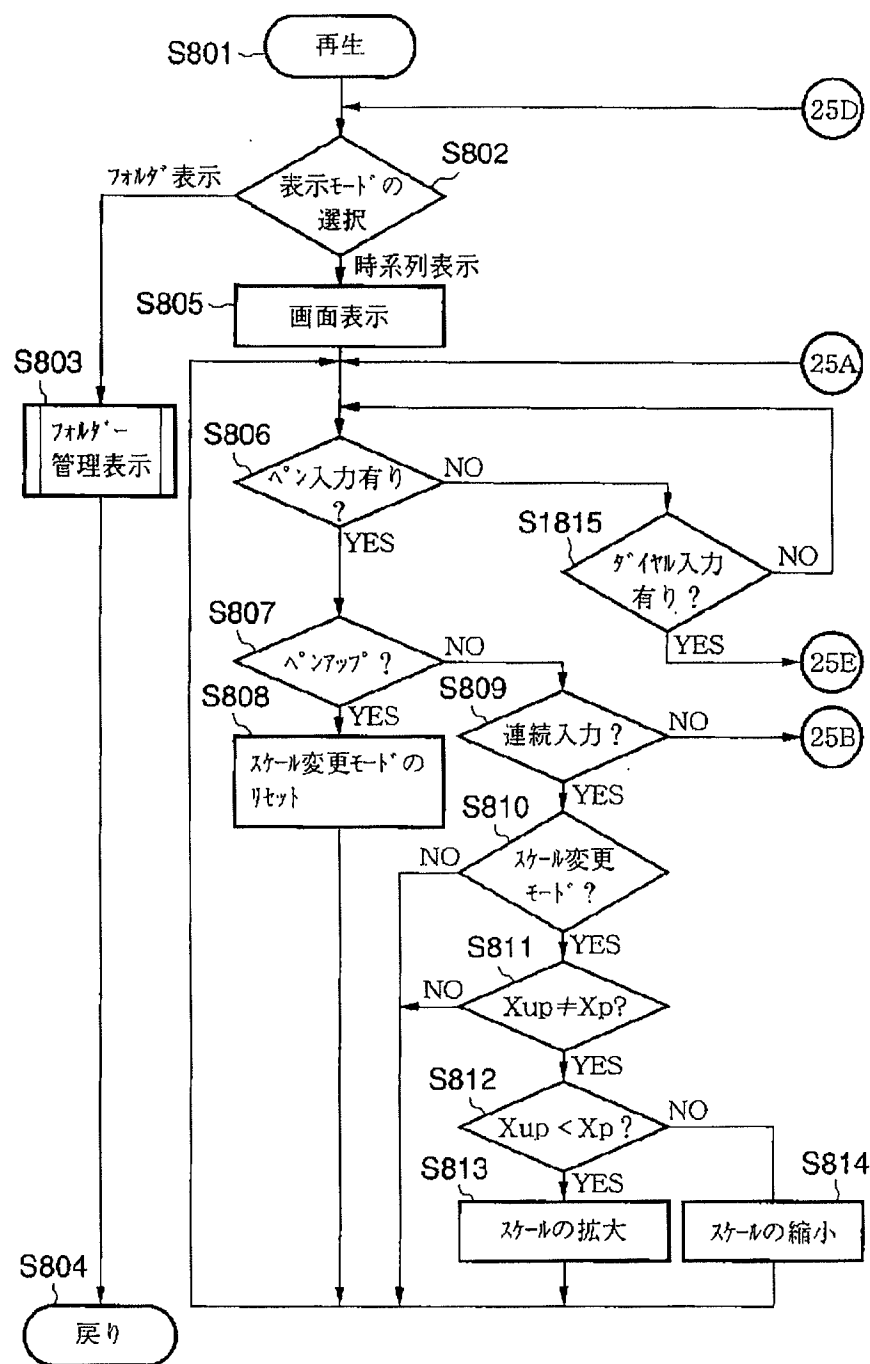 S801
再生
25D
S802
フォルダ表示
表示モードの
選択
時系列表示
S805
画面表示
S803
25A
フォルダー
管理表示
S806
ペン入力有り
?
NO
YES
S1815
ダイヤル入力
有り?
NO
YES
25E
S807
ペンアップ?
NO
YES
S808
スケール変更モードの
リセット
S809
連続入力?
NO
25B
YES
S810
スケール変更
モード?
NO
YES
S811
Xup≠Xp?
NO
YES
S812
Xup<Xp?
NO
YES
S813
スケールの拡大
S814
スケールの縮小
S804
戻り